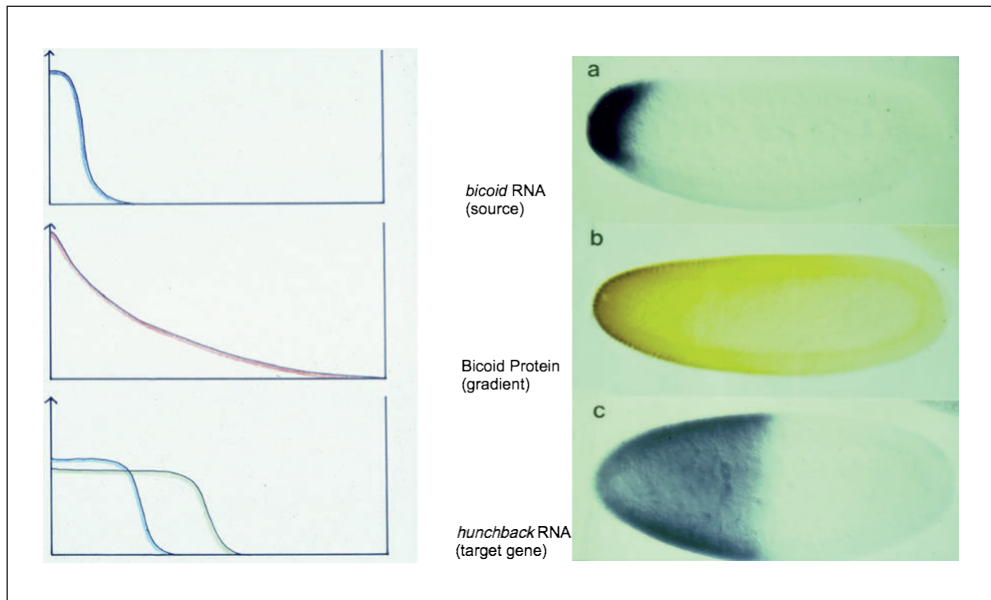 a
bicoid RNA
(source)
b
Bicoid Protein
(gradient)
c
hunchback RNA
(target gene)